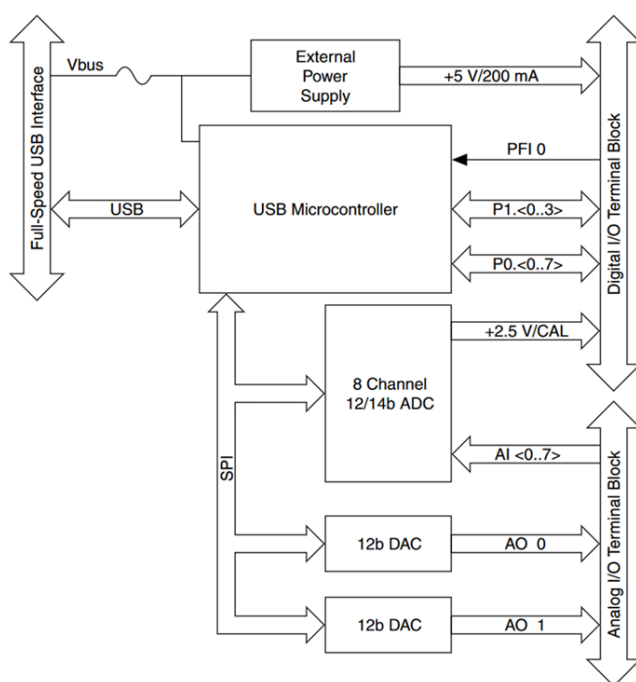 Full-Speed USB Interface
Vbus
External
Power
Supply
+5 V/200 mA
Digital I/O Terminal Block
PFI 0
USB
USB Microcontroller
P1.<0..3>
P0.<0..7>
+2.5 V/CAL
8 Channel
12/14b ADC
SPI
AI <0..7>
Analog I/O Terminal Block
12b DAC
AO 0
12b DAC
AO 1